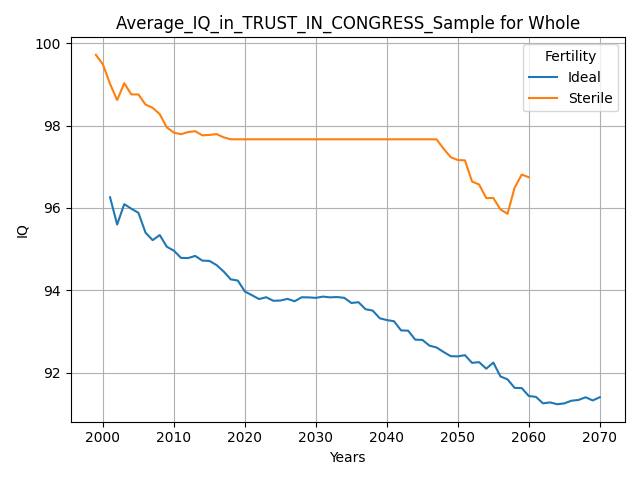 Average_IQ_in_TRUST_IN_CONGRESS_Sample for Whole
Fertility
Ideal
Sterile
IQ
100
98
96
94
92
2000 2010 2020 2030 2040 2050 2060 2070
Years